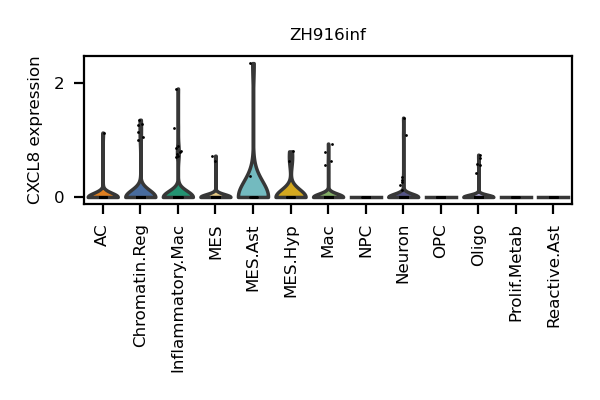 ZH916inf
CXCL8 expression
2
0
AC
Chromatin.Reg
Inflammatory.Mac
MES
MES.Ast
MES.Hyp
Mac
NPC
Neuron
OPC
Oligo
Prolif.Metab
Reactive.Ast